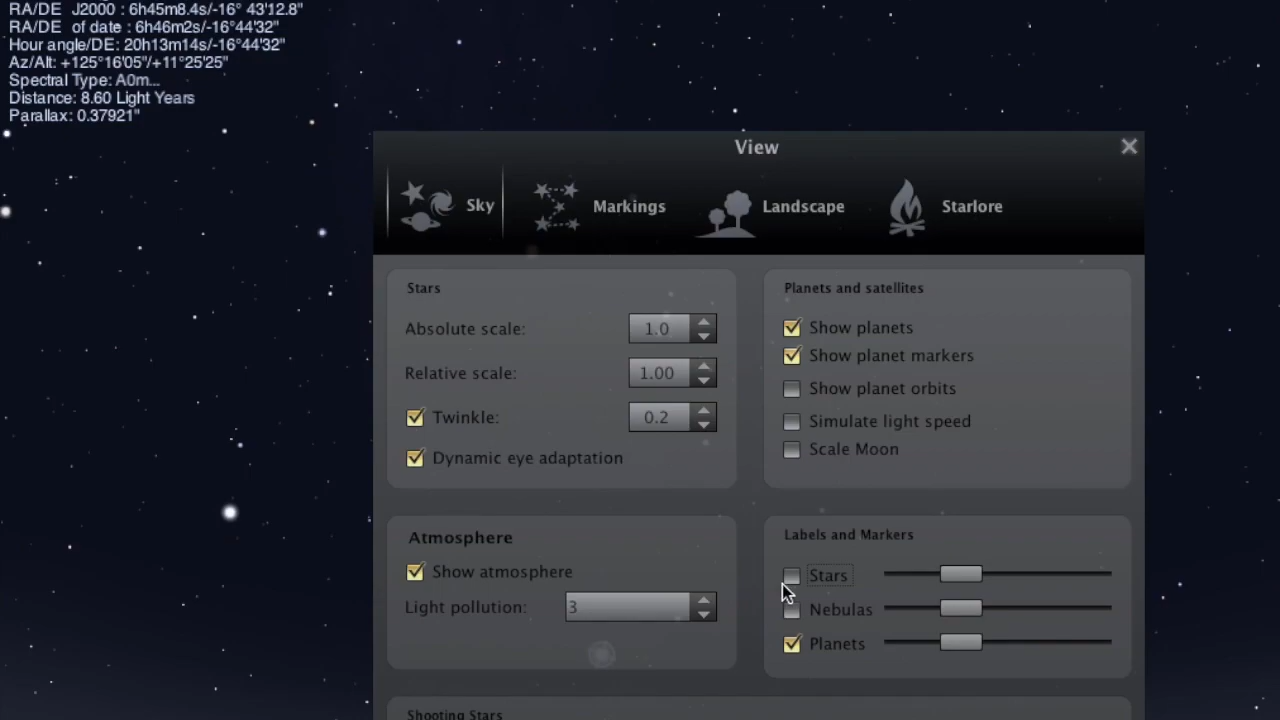 RA/DE J2000 : 6h45m8.4s/-16° 43'12.8"
RA/DE of date : 6h46m2s/-16°44'32"
Hour angle/DE: 20h13m14s/-16°44'32"
Az/Alt: +125°16'05"/+11°25'25"
Spectral Type: A0m...
Distance: 8.60 Light Years
Parallax: 0.37921"
View
Sky
Markings
Landscape
Starlore
Stars
Absolute scale: 1.0
Relative scale: 1.00
Twinkle: 0.2
Dynamic eye adaptation
Planets and satellites
Show planets
Show planet markers
Show planet orbits
Simulate light speed
Scale Moon
Atmosphere
Show atmosphere
Light pollution: 3
Labels and Markers
Stars
Nebulas
Planets
Shooting Stars